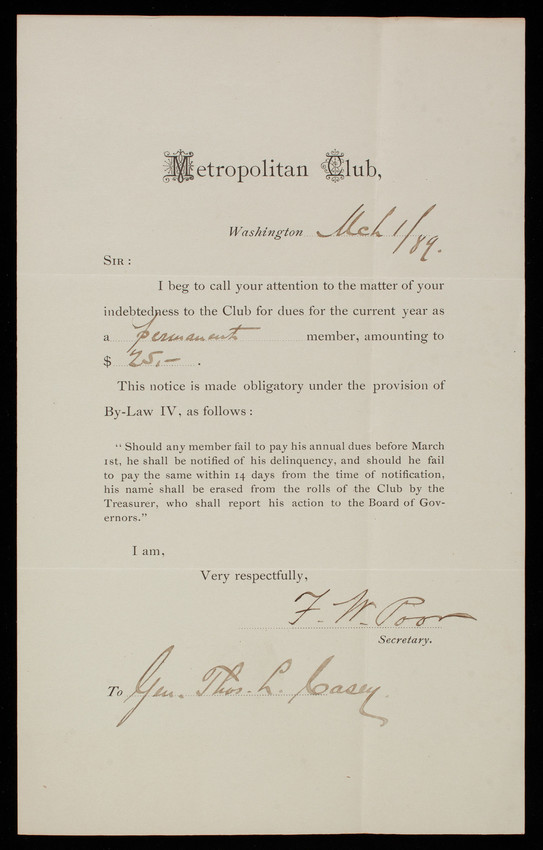 Metropolitan Club,
Washington Mch 1/89.
SIR:
I beg to call your attention to the matter of your
indebtedness to the Club for dues for the current year as
a permanent member, amounting to
$ 25,— .
This notice is made obligatory under the provision of
By-Law IV, as follows:
“Should any member fail to pay his annual dues before March
1st, he shall be notified of his delinquency, and should he fail
to pay the same within 14 days from the time of notification,
his name shall be erased from the rolls of the Club by the
Treasurer, who shall report his action to the Board of Gov-
ernors.”
I am,
Very respectfully,
F. W. Poor
Secretary.
To Gen. Thos. L. Casey.